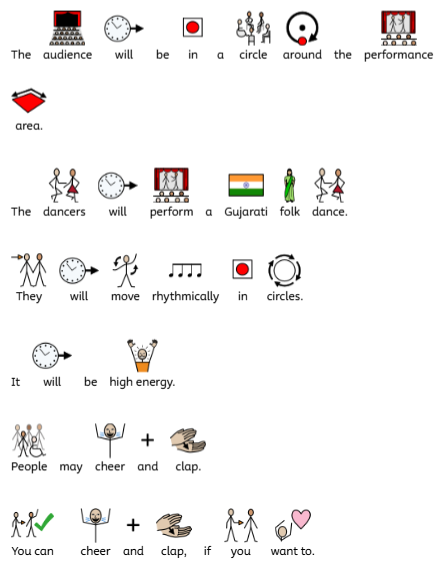 The audience will be in a circle around the performance
area.
The dancers will perform a Gujarati folk dance.
They will move rhythmically in circles.
It will be high energy.
People may cheer and clap.
You can cheer and clap, if you want to.